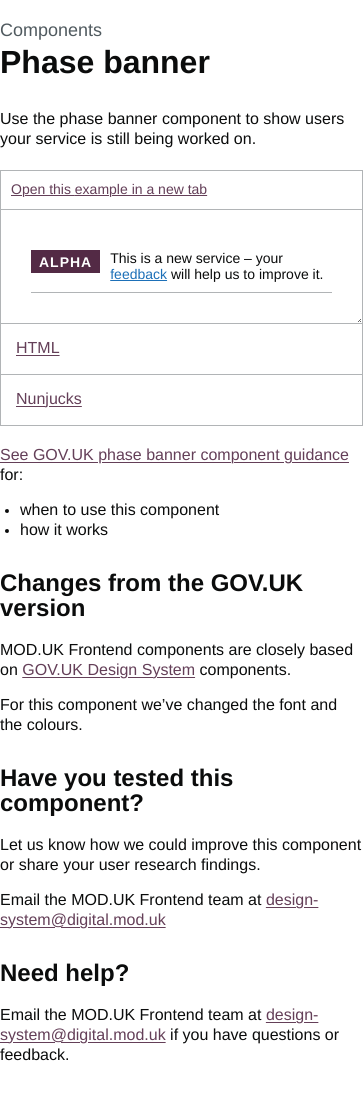 Components
Phase banner
Use the phase banner component to show users
your service is still being worked on.
Open this example in a new tab
ALPHA
This is a new service – your
feedback will help us to improve it.
HTML
Nunjucks
See GOV.UK phase banner component guidance
for:
• when to use this component
• how it works
Changes from the GOV.UK
version
MOD.UK Frontend components are closely based
on GOV.UK Design System components.
For this component we’ve changed the font and
the colours.
Have you tested this
component?
Let us know how we could improve this component
or share your user research findings.
Email the MOD.UK Frontend team at design-
system@digital.mod.uk
Need help?
Email the MOD.UK Frontend team at design-
system@digital.mod.uk if you have questions or
feedback.